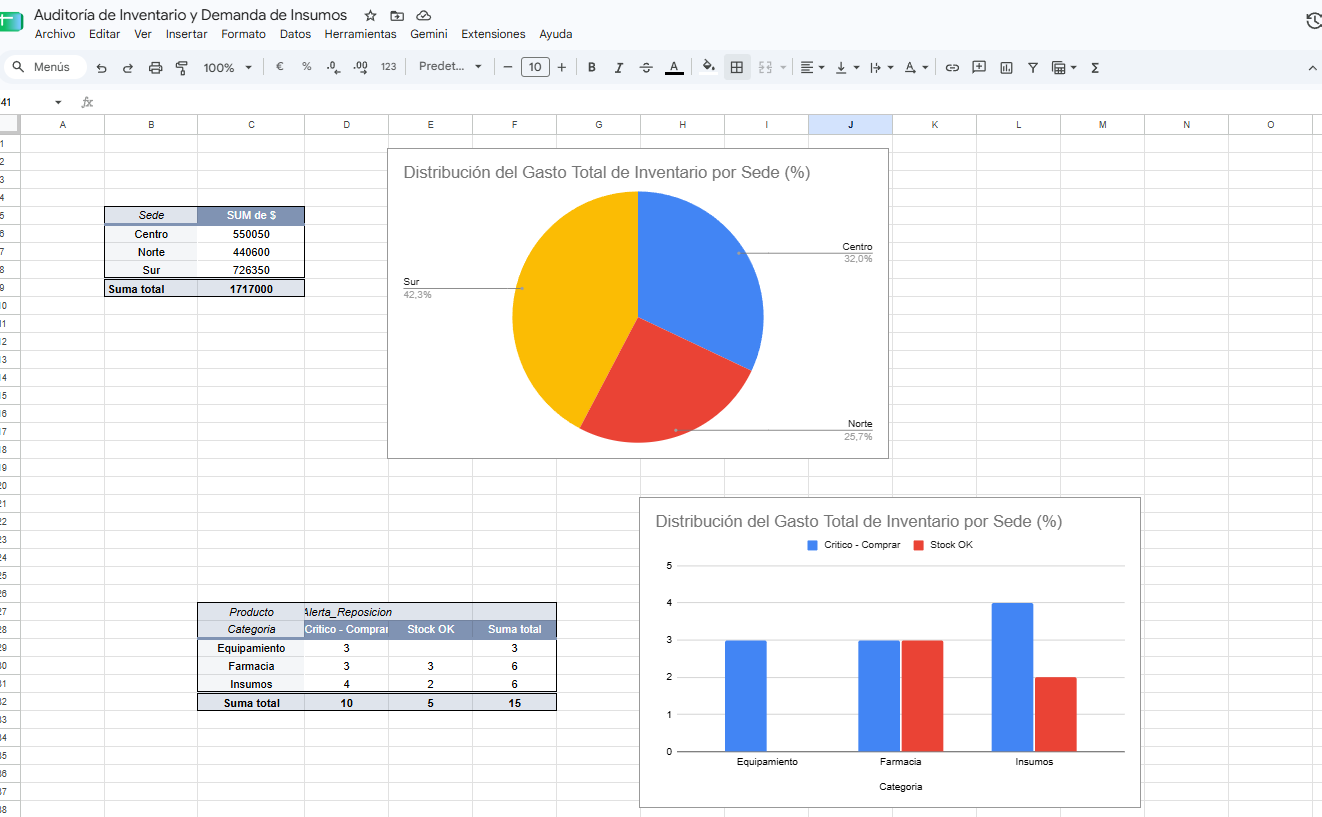 Auditoría de Inventario y Demanda de Insumos
Archivo Editar Ver Insertar Formato Datos Herramientas Gemini Extensiones Ayuda
Menús 100% € % .0 .00 123 Predet... − 10 + B I A Σ
41 fx
A B C D E F G H I J K L M N O
Distribución del Gasto Total de Inventario por Sede (%)
Centro
32,0%
Sur
42,3%
Norte
25,7%
Sede SUM de $
Centro 550050
Norte 440600
Sur 726350
Suma total 1717000
Distribución del Gasto Total de Inventario por Sede (%)
Critico - Comprar Stock OK
5
4
3
2
1
0
Equipamiento Farmacia Insumos
Categoria
Producto Alerta_Reposicion
Categoria Critico - Comprar Stock OK Suma total
Equipamiento 3 3
Farmacia 3 3 6
Insumos 4 2 6
Suma total 10 5 15